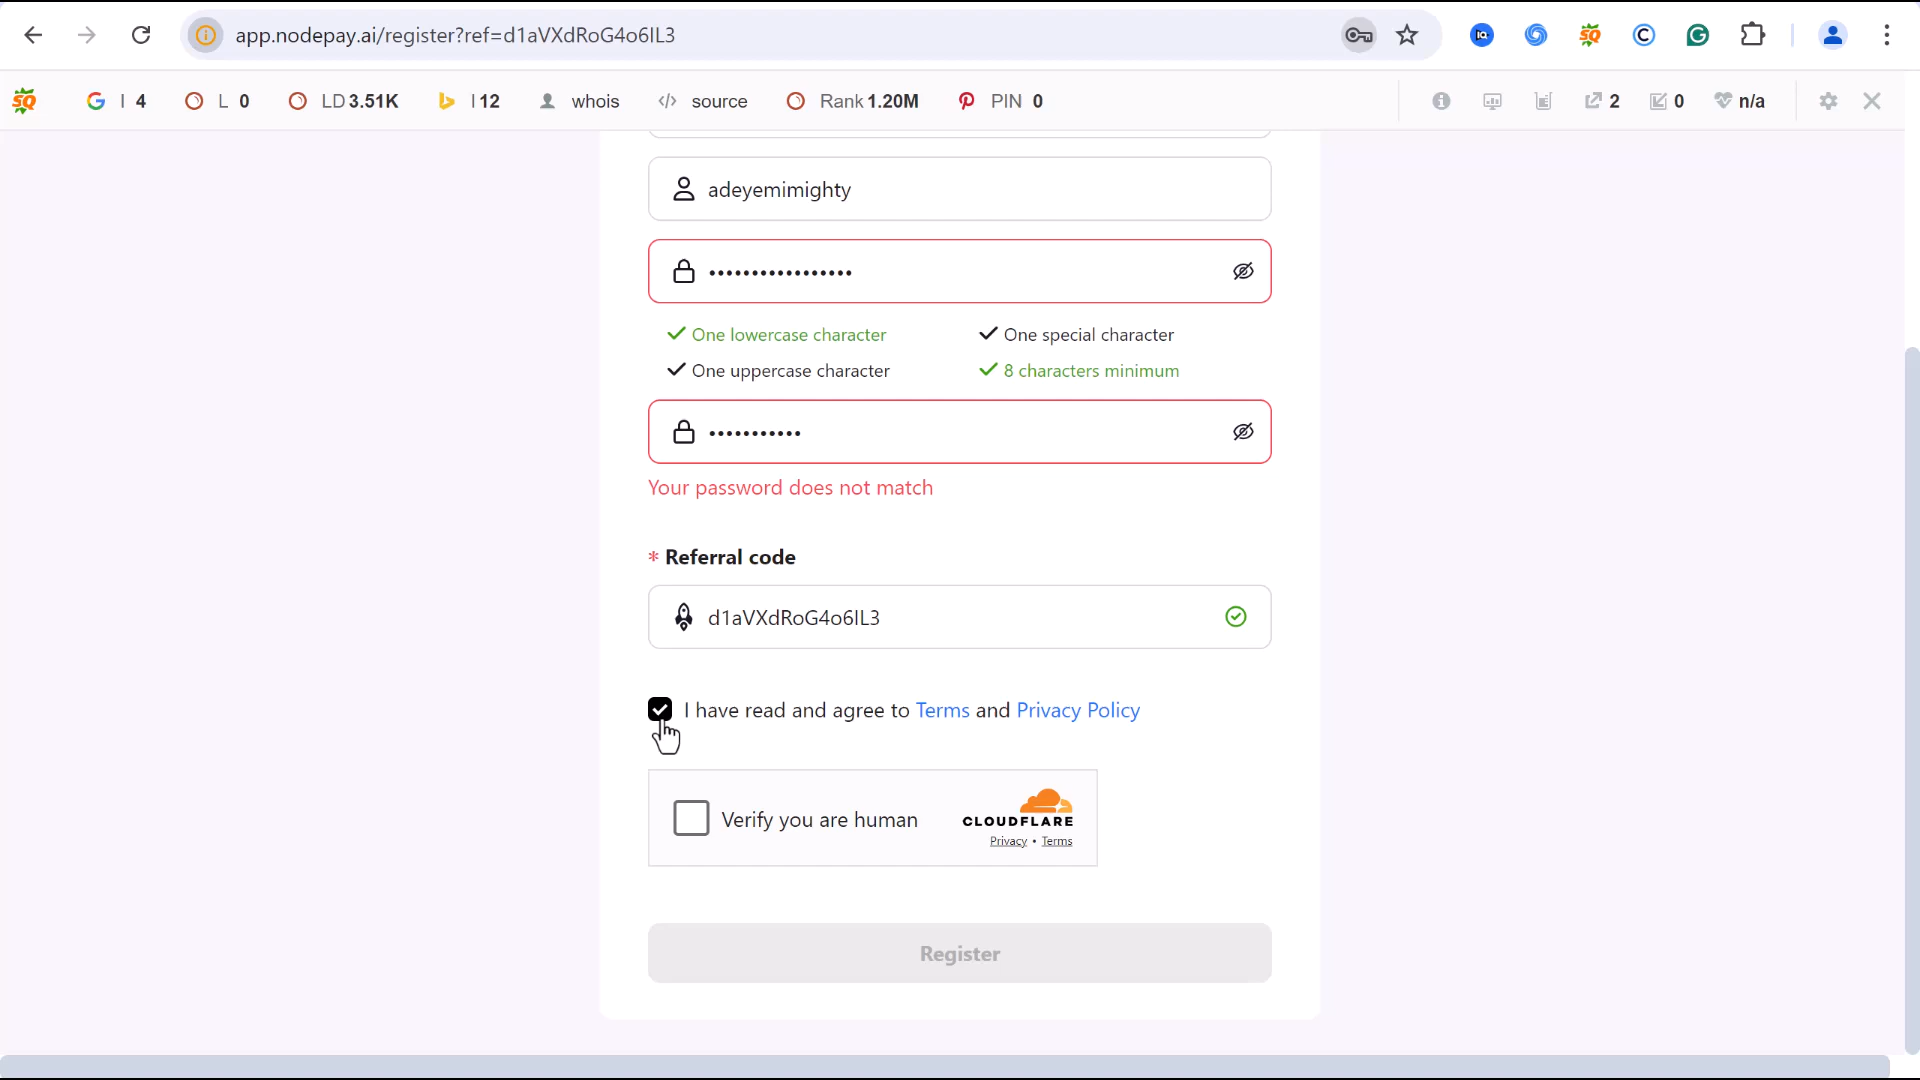 app.nodepay.ai/register?ref=d1aVXdRoG4o6IL3
SQ I 4 L 0 LD 3.51K I 12 whois source Rank 1.20M PIN 0 2 0 n/a
adeyemimighty
•••••••••••••••••
One lowercase character One special character
One uppercase character 8 characters minimum
•••••••••••
Your password does not match
* Referral code
d1aVXdRoG4o6IL3
I have read and agree to Terms and Privacy Policy
Verify you are human
CLOUDFLARE
Privacy • Terms
Register